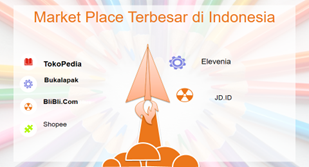 Market Place Terbesar di Indonesia
TokoPedia
Bukalapak
BliBli.Com
Shopee
Elevenia
JD.ID